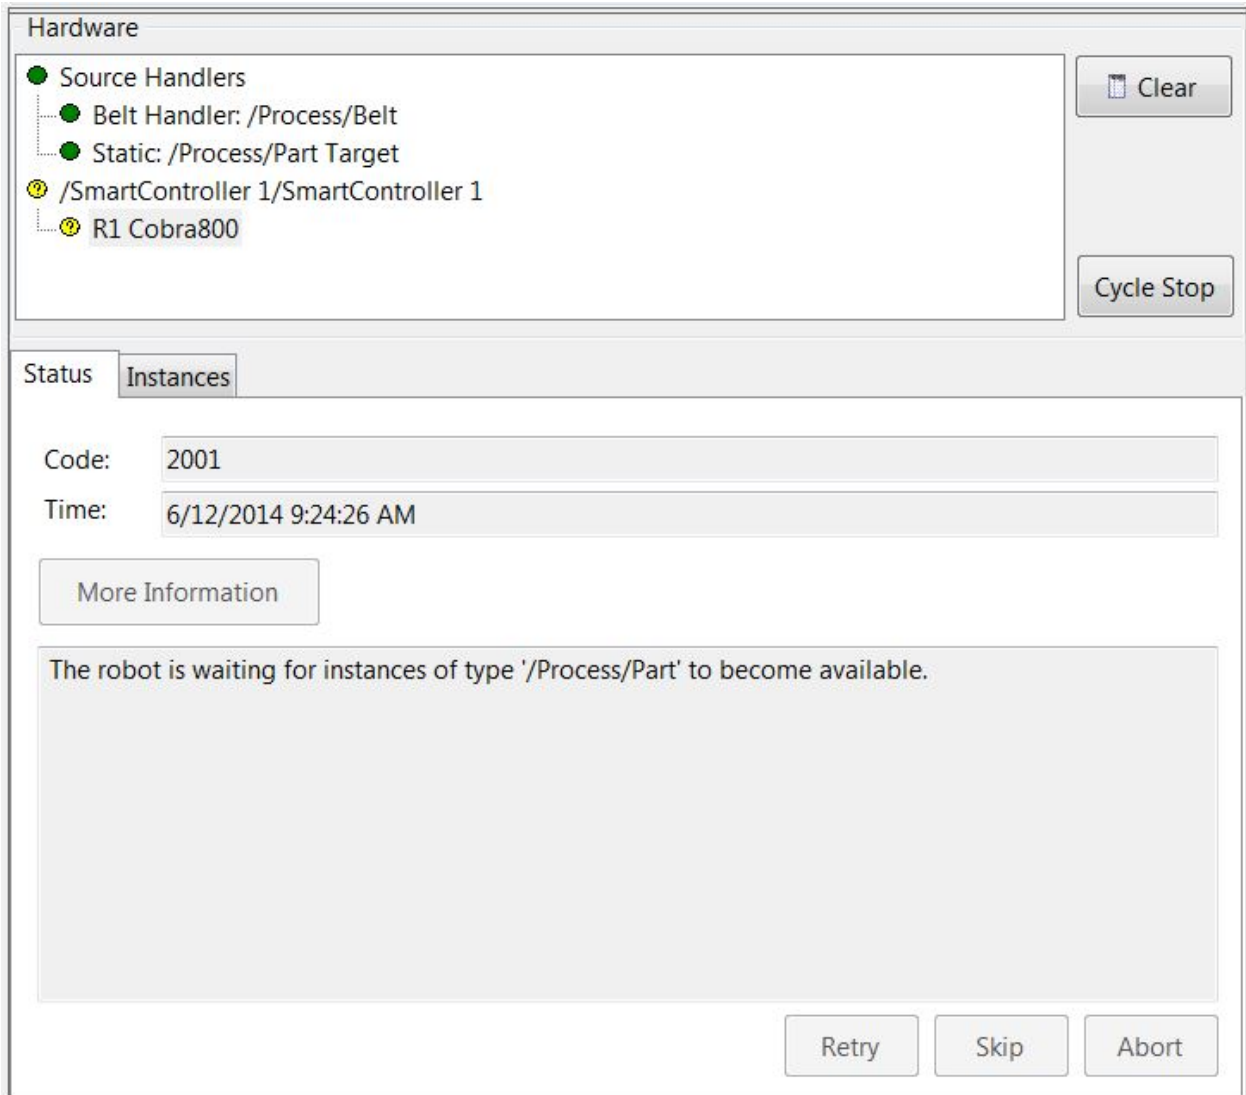 Hardware
Source Handlers
Belt Handler: /Process/Belt
Static: /Process/Part Target
/SmartController 1/SmartController 1
R1 Cobra800
Clear
Cycle Stop
Status
Instances
Code:
2001
Time:
6/12/2014 9:24:26 AM
More Information
The robot is waiting for instances of type '/Process/Part' to become available.
Retry
Skip
Abort